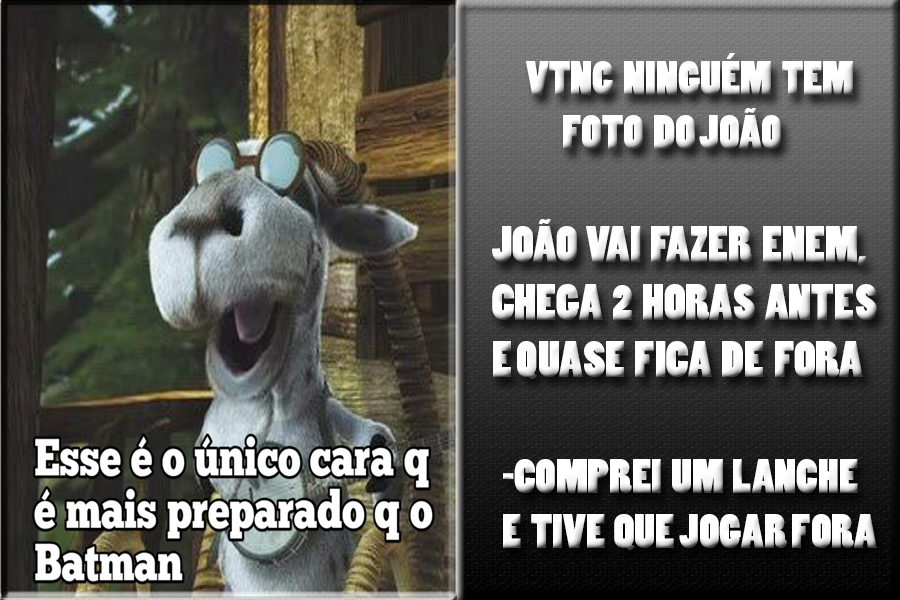 Esse é o único cara q
é mais preparado q o
Batman
VTNC NINGUÉM TEM
FOTO DO JOÃO
JOÃO VAI FAZER ENEM,
CHEGA 2 HORAS ANTES
E QUASE FICA DE FORA
-COMPREI UM LANCHE
E TIVE QUE JOGAR FORA